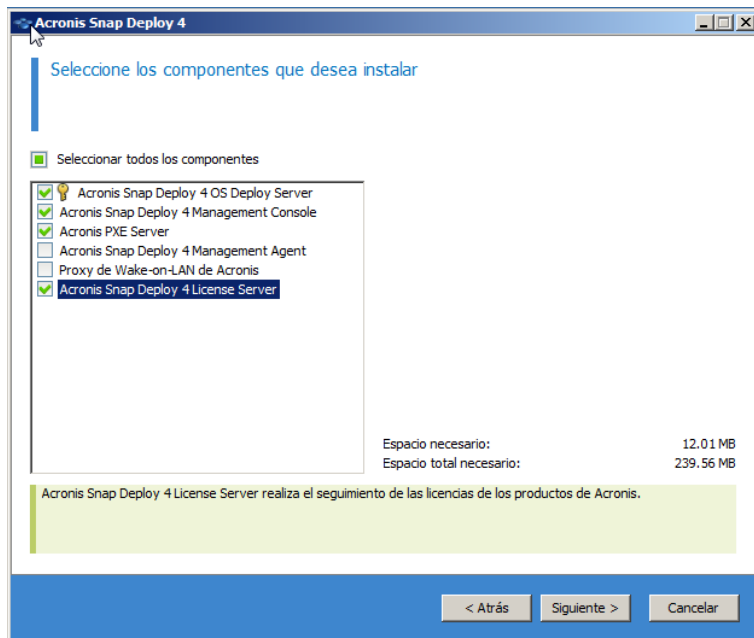 Acronis Snap Deploy 4
Seleccione los componentes que desea instalar
Seleccionar todos los componentes
Acronis Snap Deploy 4 OS Deploy Server
Acronis Snap Deploy 4 Management Console
Acronis PXE Server
Acronis Snap Deploy 4 Management Agent
Proxy de Wake-on-LAN de Acronis
Acronis Snap Deploy 4 License Server
Espacio necesario: 12.01 MB
Espacio total necesario: 239.56 MB
Acronis Snap Deploy 4 License Server realiza el seguimiento de las licencias de los productos de Acronis.
< Atrás Siguiente > Cancelar